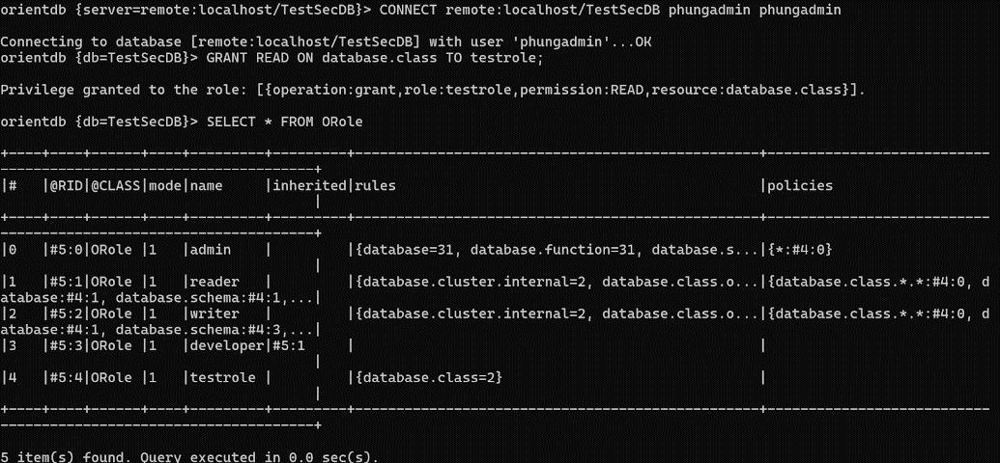 orientdb {server=remote:localhost/TestSecDB}> CONNECT remote:localhost/TestSecDB phungadmin phungadmin
Connecting to database [remote:localhost/TestSecDB] with user 'phungadmin'...OK
orientdb {db=TestSecDB}> GRANT READ ON database.class TO testrole;
Privilege granted to the role: [{operation:grant,role:testrole,permission:READ,resource:database.class}].
orientdb {db=TestSecDB}> SELECT * FROM ORole
+----+----+------+----+---------+---------+---------------------------------------------------+----------------------------
---------------------------------------+
|#   |@RID|@CLASS|mode|name     |inherited|rules                                              |policies
                                       |
+----+----+------+----+---------+---------+---------------------------------------------------+----------------------------
---------------------------------------+
|0   |#5:0|ORole |1   |admin    |         |{database=31, database.function=31, database.s...|{*:#4:0}
                                       |
|1   |#5:1|ORole |1   |reader   |         |{database.cluster.internal=2, database.class.o...|{database.class.*.*:#4:0, d
atabase:#4:1, database.schema:#4:1,...|
|2   |#5:2|ORole |1   |writer   |         |{database.cluster.internal=2, database.class.o...|{database.class.*.*:#4:0, d
atabase:#4:1, database.schema:#4:3,...|
|3   |#5:3|ORole |1   |developer|#5:1     |                                                   |
                                       |
|4   |#5:4|ORole |1   |testrole |         |{database.class=2}                                 |
                                       |
+----+----+------+----+---------+---------+---------------------------------------------------+----------------------------
---------------------------------------+
5 item(s) found. Query executed in 0.0 sec(s).